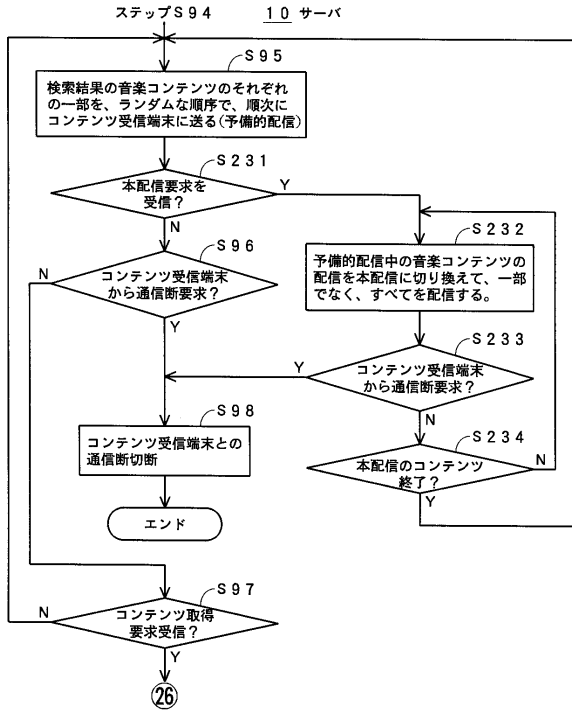 ステップS94
10 サーバ
S95
検索結果の音楽コンテンツのそれぞれ
の一部を、ランダムな順序で、順次に
コンテンツ受信端末に送る(予備的配信)
S231
本配信要求を
受信？
Y
N
S96
コンテンツ受信端末
から通信断要求？
N
Y
S232
予備的配信中の音楽コンテンツの
配信を本配信に切り換えて、一部
でなく、すべてを配信する。
S233
コンテンツ受信端末
から通信断要求？
Y
N
S98
コンテンツ受信端末との
通信断切断
S234
本配信のコンテンツ
終了？
N
Y
エンド
S97
コンテンツ取得
要求受信？
N
Y
26